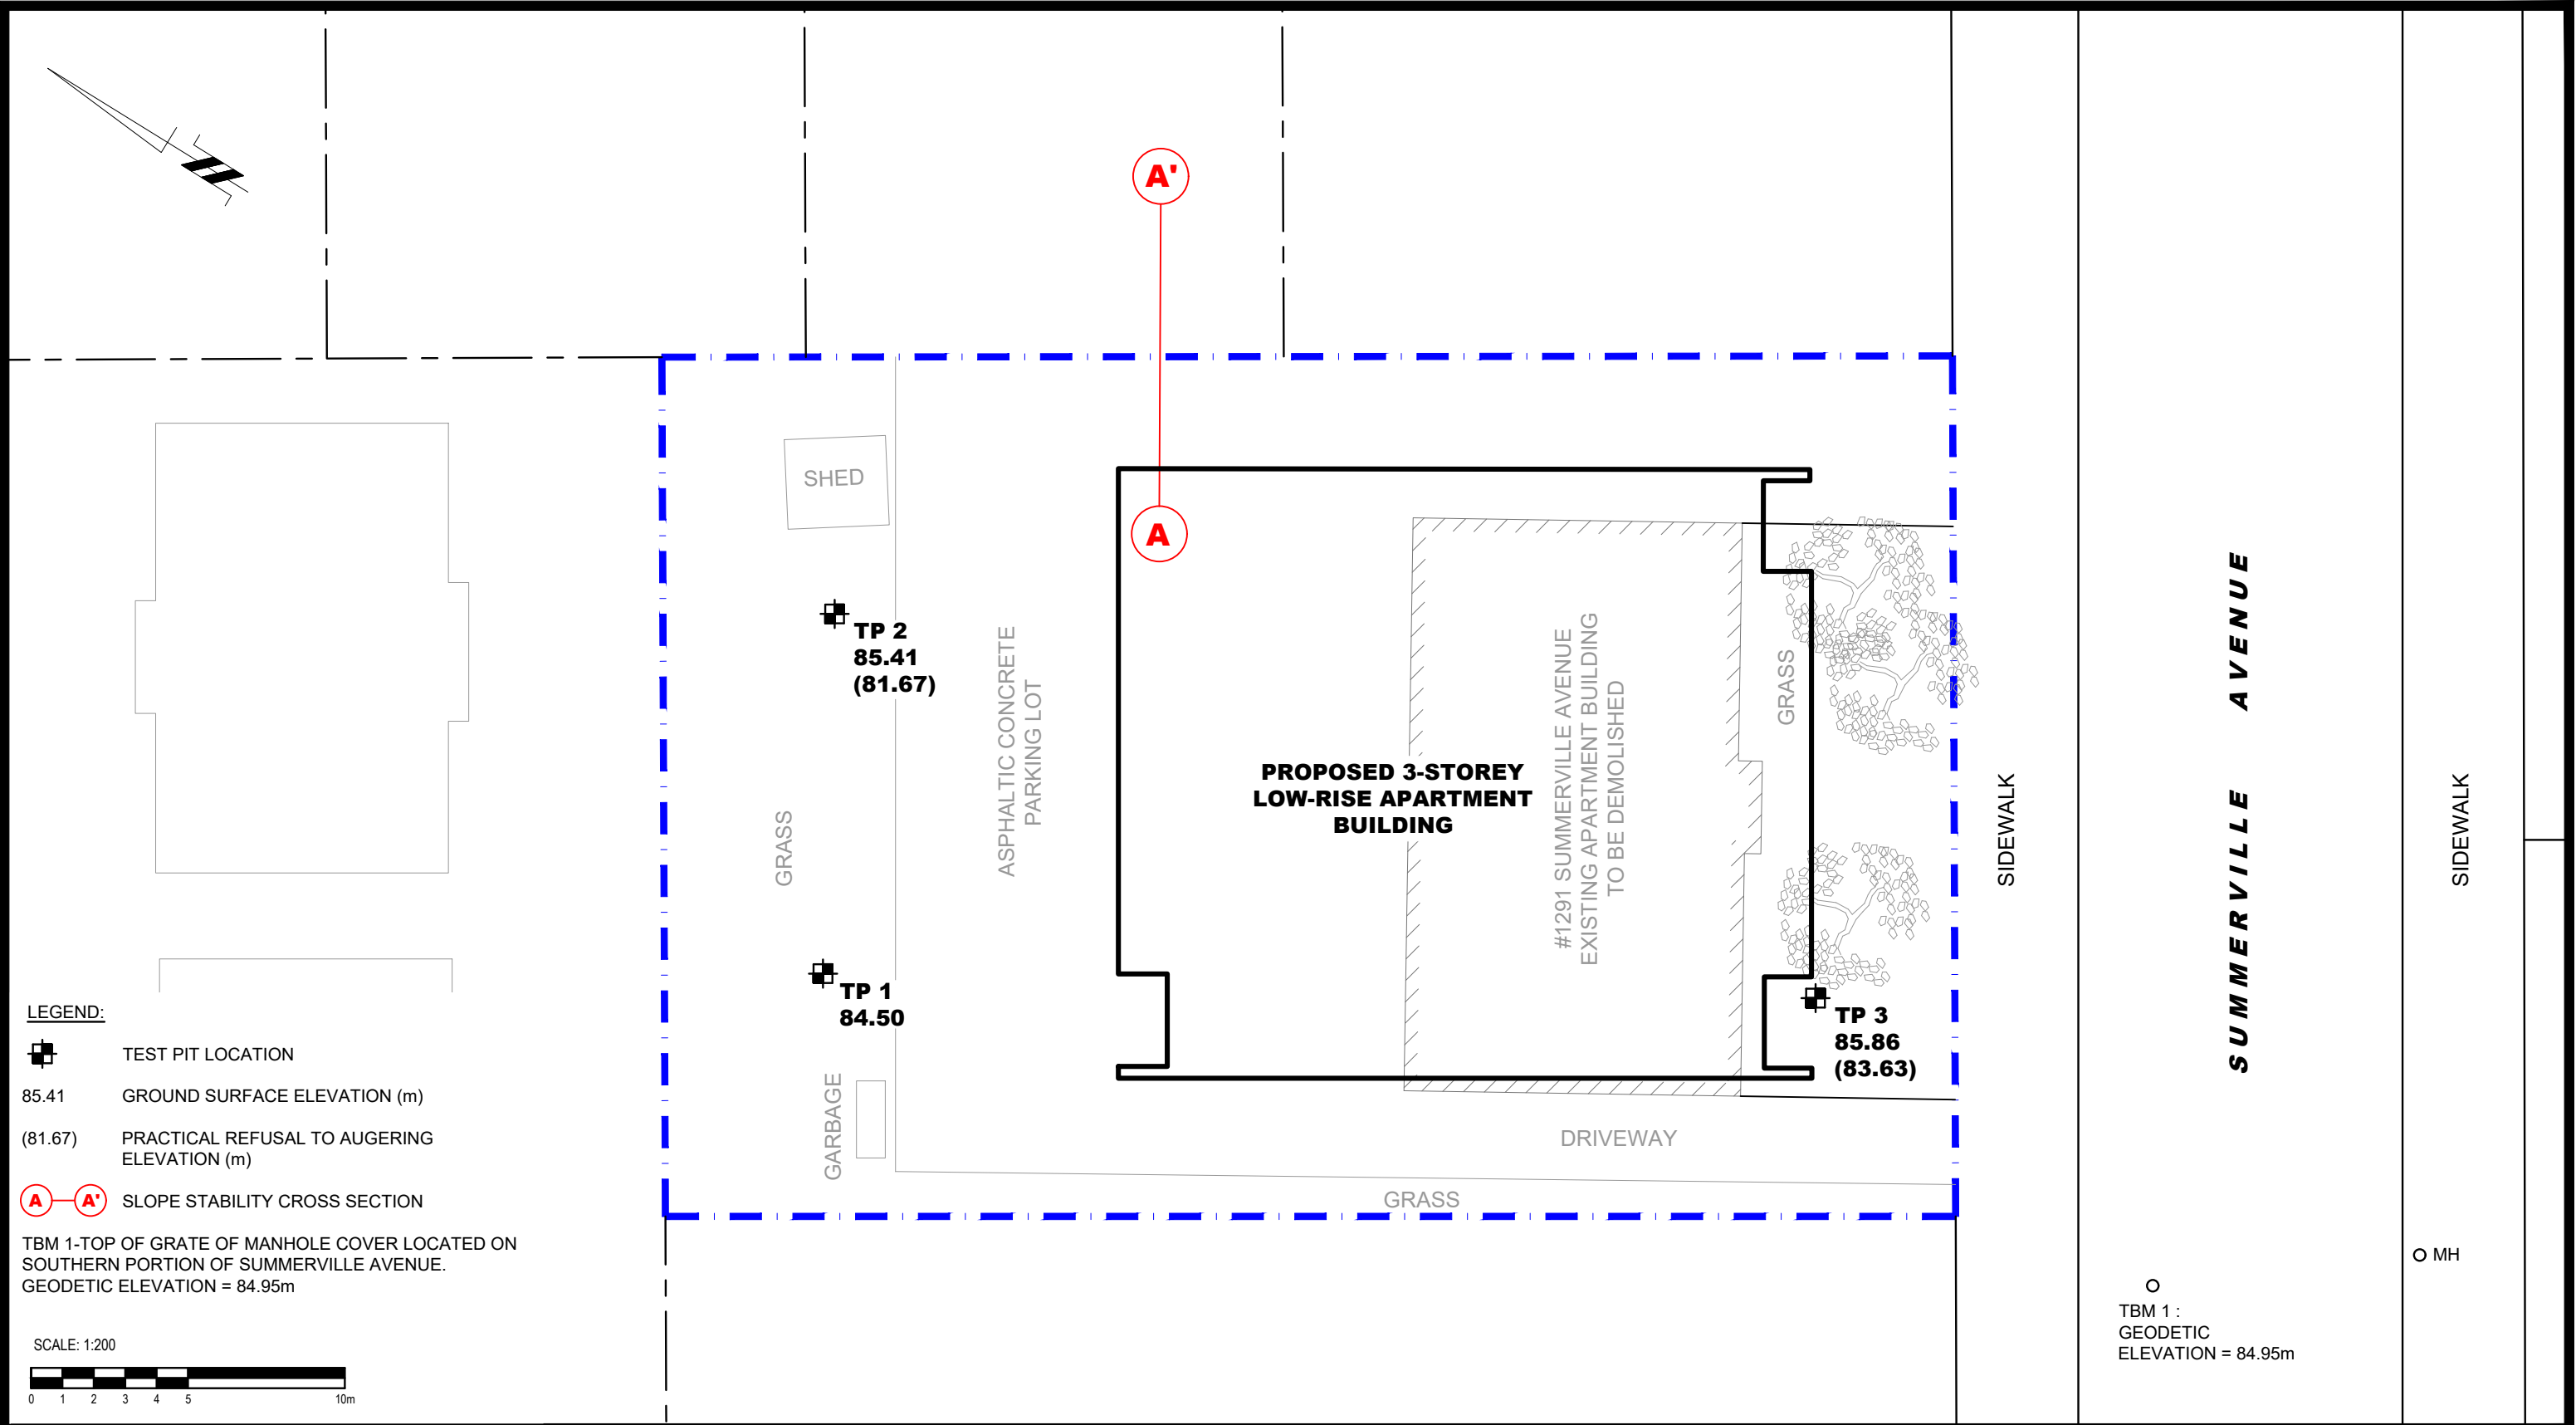 A'
A
SHED
TP 2
85.41
(81.67)
ASPHALTIC CONCRETE
PARKING LOT
GRASS
PROPOSED 3-STOREY
LOW-RISE APARTMENT
BUILDING
#1291 SUMMERVILLE AVENUE
EXISTING APARTMENT BUILDING
TO BE DEMOLISHED
GRASS
SIDEWALK
SUMMERVILLE AVENUE
SIDEWALK
TP 1
84.50
TP 3
85.86
(83.63)
GARBAGE
DRIVEWAY
GRASS
LEGEND:
TEST PIT LOCATION
85.41 GROUND SURFACE ELEVATION (m)
(81.67) PRACTICAL REFUSAL TO AUGERING
ELEVATION (m)
A A' SLOPE STABILITY CROSS SECTION
TBM 1-TOP OF GRATE OF MANHOLE COVER LOCATED ON
SOUTHERN PORTION OF SUMMERVILLE AVENUE.
GEODETIC ELEVATION = 84.95m
SCALE: 1:200
0 1 2 3 4 5 10m
MH
TBM 1 :
GEODETIC
ELEVATION = 84.95m